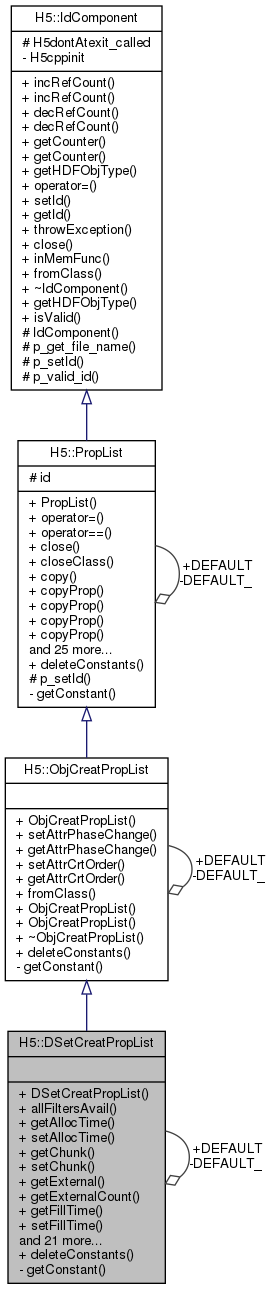 H5::IdComponent
# H5dontAtexit_called
- H5cppinit
+ incRefCount()
+ incRefCount()
+ decRefCount()
+ decRefCount()
+ getCounter()
+ getCounter()
+ getHDFObjType()
+ operator=()
+ setId()
+ getId()
+ throwException()
+ close()
+ inMemFunc()
+ fromClass()
+ ~IdComponent()
+ getHDFObjType()
+ isValid()
# IdComponent()
# p_get_file_name()
# p_setId()
# p_valid_id()
H5::PropList
# id
+ PropList()
+ operator=()
+ operator==()
+ close()
+ closeClass()
+ copy()
+ copyProp()
+ copyProp()
+ copyProp()
+ copyProp()
and 25 more...
+ deleteConstants()
# p_setId()
- getConstant()
+DEFAULT
-DEFAULT_
H5::ObjCreatPropList
+ ObjCreatPropList()
+ setAttrPhaseChange()
+ getAttrPhaseChange()
+ setAttrCrtOrder()
+ getAttrCrtOrder()
+ fromClass()
+ ObjCreatPropList()
+ ObjCreatPropList()
+ ~ObjCreatPropList()
+ deleteConstants()
- getConstant()
+DEFAULT
-DEFAULT_
H5::DSetCreatPropList
+ DSetCreatPropList()
+ allFiltersAvail()
+ getAllocTime()
+ setAllocTime()
+ getChunk()
+ setChunk()
+ getExternal()
+ getExternalCount()
+ getFillTime()
+ setFillTime()
and 21 more...
+ deleteConstants()
- getConstant()
+DEFAULT
-DEFAULT_